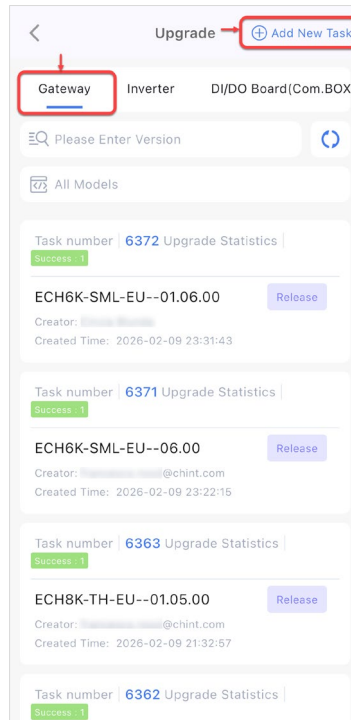 Upgrade
Add New Task
Gateway
Inverter
DI/DO Board(Com.BOX
Please Enter Version
All Models
Task number 6372 Upgrade Statistics
Success : 1
ECH6K-SML-EU--01.06.00
Release
Creator:
Created Time: 2026-02-09 23:31:43
Task number 6371 Upgrade Statistics
Success : 1
ECH6K-SML-EU--06.00
Release
Creator: @chint.com
Created Time: 2026-02-09 23:22:15
Task number 6363 Upgrade Statistics
Success : 1
ECH8K-TH-EU--01.05.00
Release
Creator: @chint.com
Created Time: 2026-02-09 21:32:57
Task number 6362 Upgrade Statistics
Success : 1